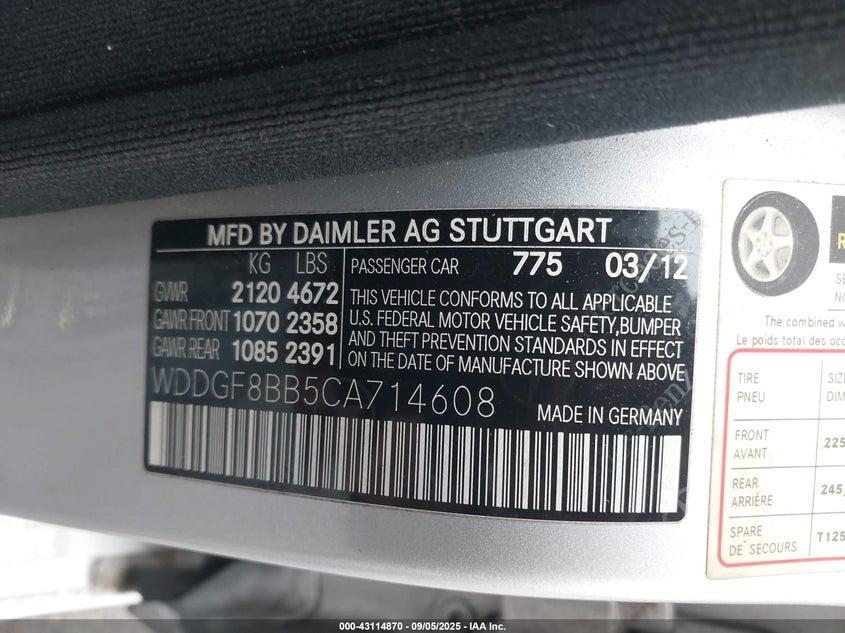 MFD BY DAIMLER AG STUTTGART
KG LBS
GVWR 2120 4672
GAWR FRONT 1070 2358
GAWR REAR 1085 2391
PASSENGER CAR 775 03/12
THIS VEHICLE CONFORMS TO ALL APPLICABLE
U.S. FEDERAL MOTOR VEHICLE SAFETY,BUMPER
AND THEFT PREVENTION STANDARDS IN EFFECT
ON THE DATE OF MANUFACTURE SHOWN ABOVE
WDDGF8BB5CA714608
MADE IN GERMANY
The combined
Le poids total des
TIRE
PNEU
FRONT
AVANT
225
REAR
ARRIÈRE
245,
SPARE
DE SECOURS
T125
000-43114870 - 09/05/2025 - IAA Inc.